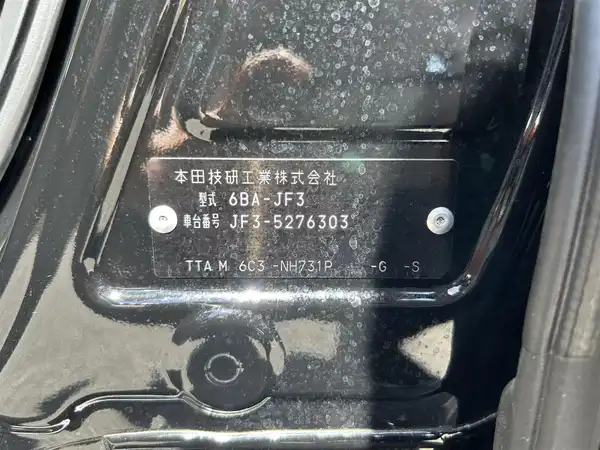 本田技研工業株式会社
型式 6BA-JF3
車台番号 JF3-5276303
TTA M 6C3 -NH731P -G -S